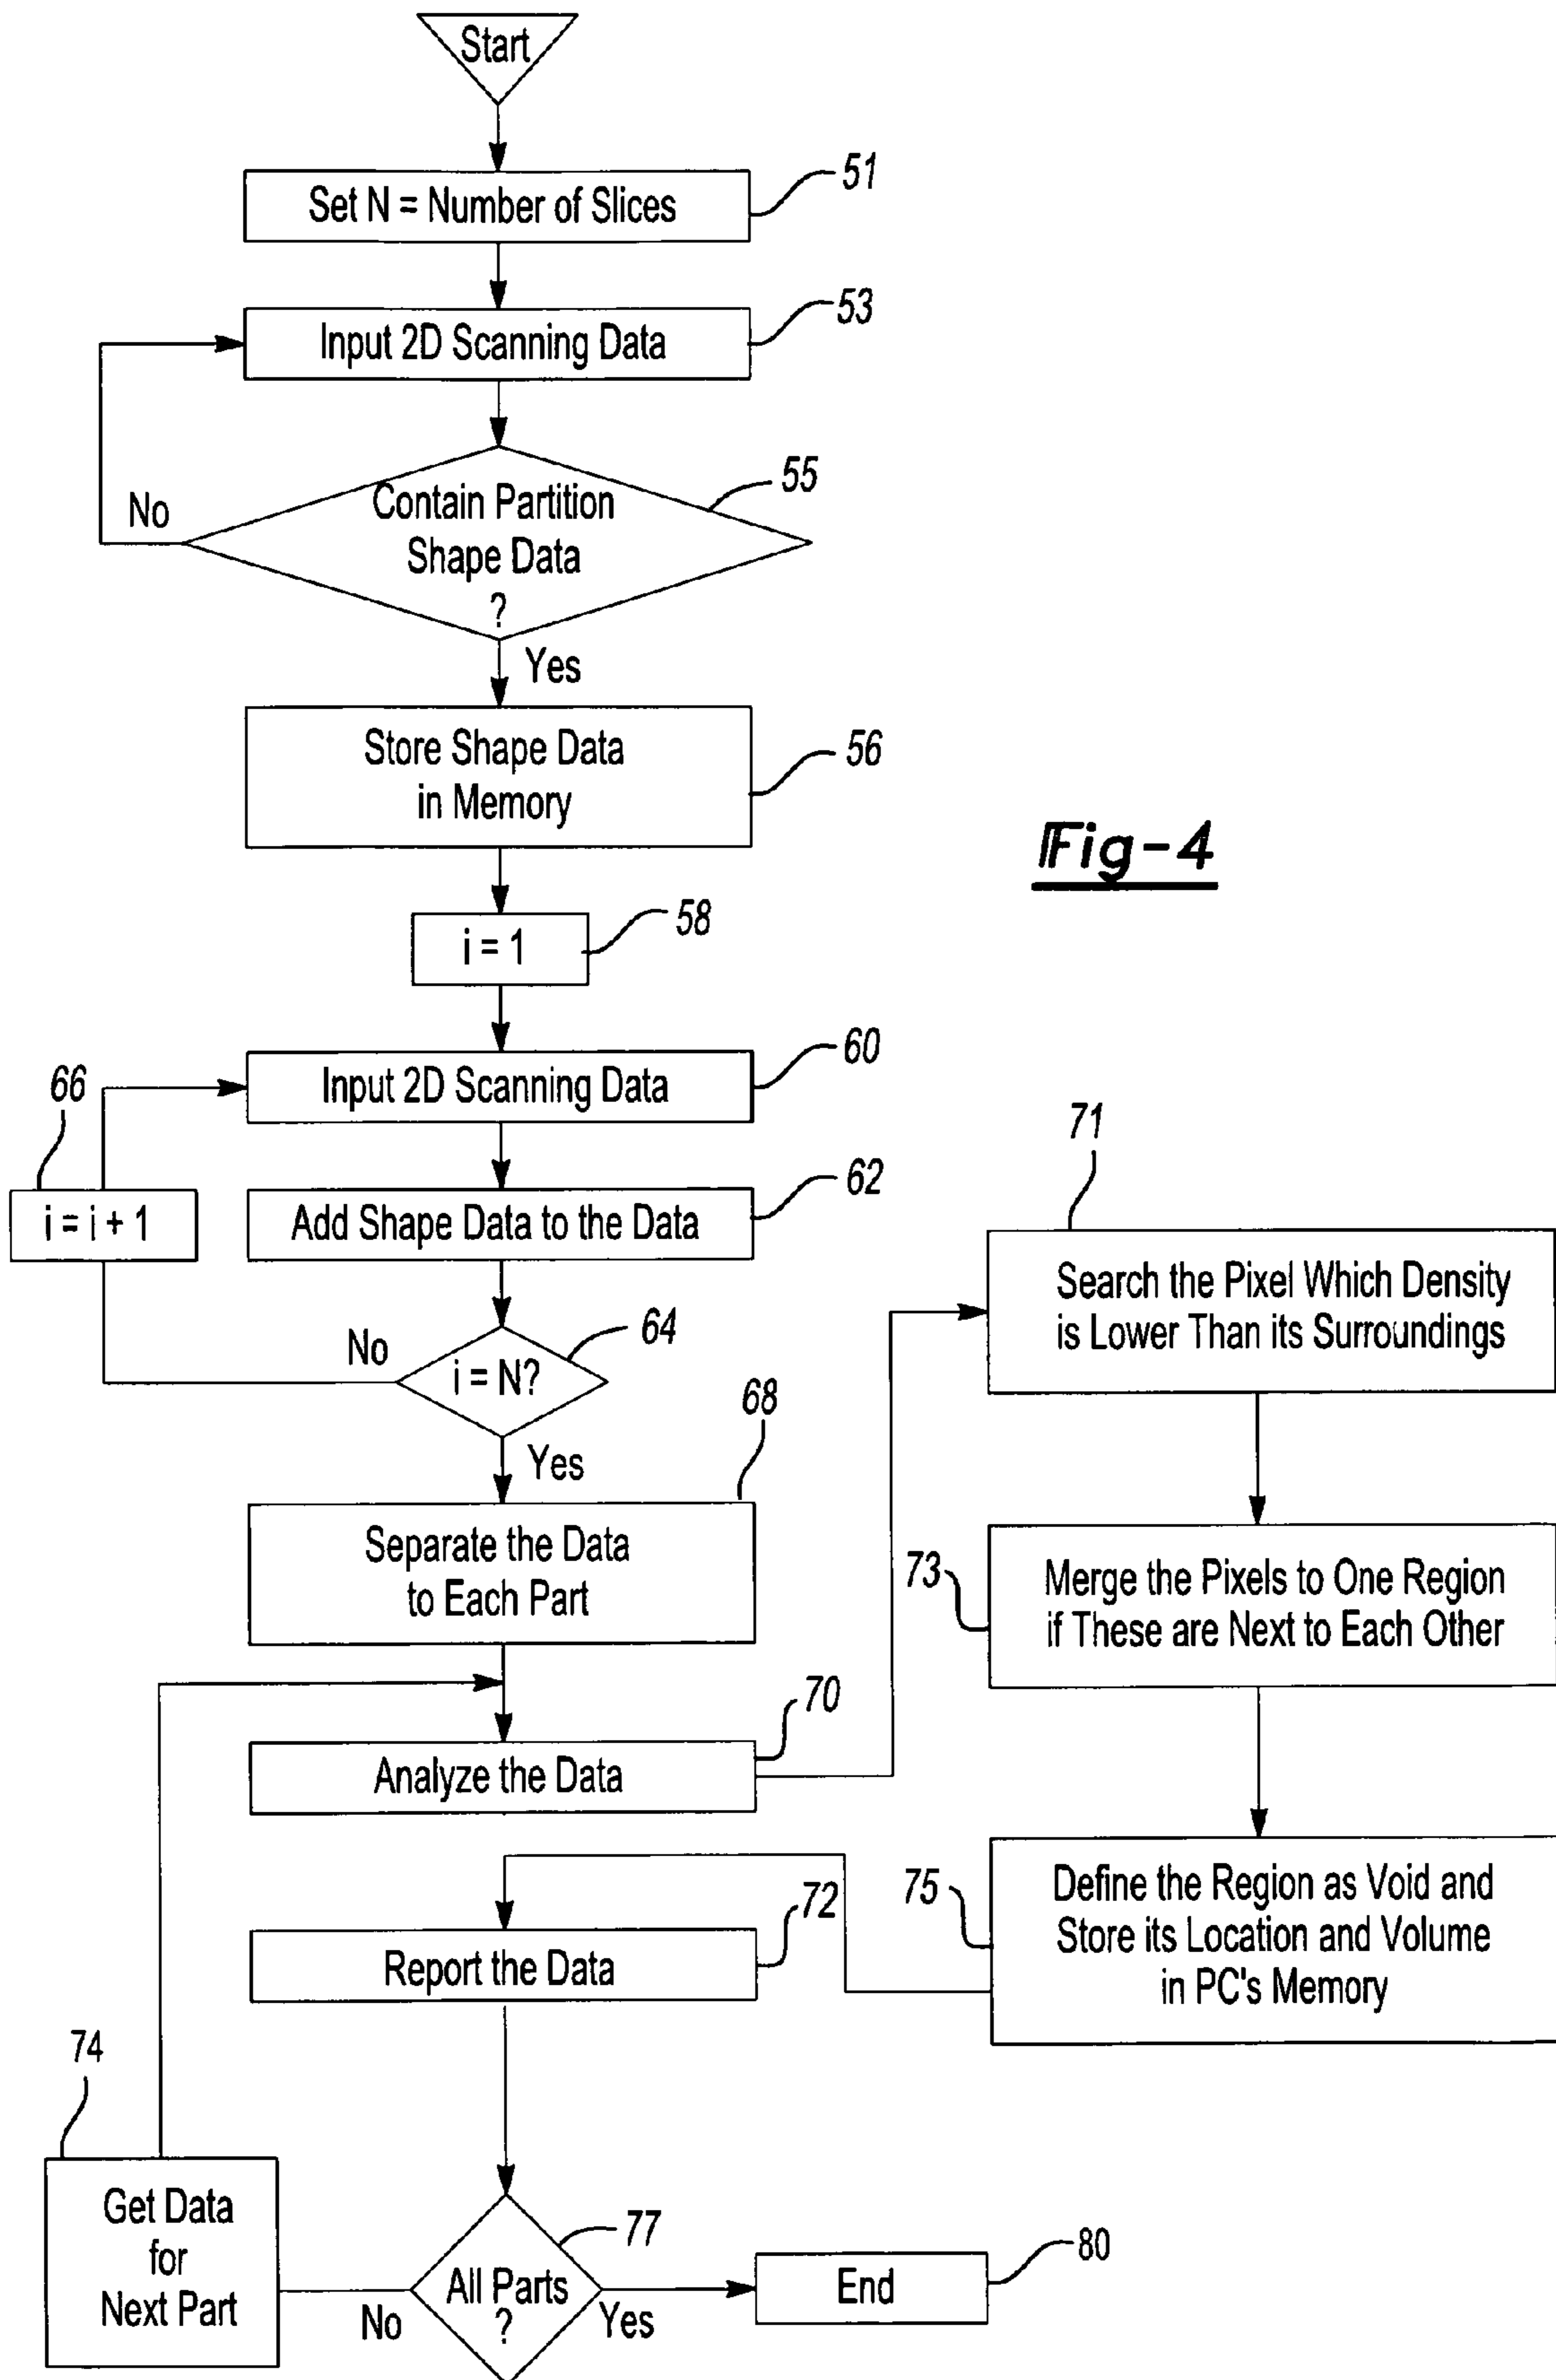 Start
Set N = Number of Slices
51
Input 2D Scanning Data
53
Contain Partition
Shape Data
?
55
No
Yes
Store Shape Data
in Memory
56
Fig-4
i = 1
58
Input 2D Scanning Data
60
66
i = i + 1
Add Shape Data to the Data
62
i = N?
64
No
Yes
68
Separate the Data
to Each Part
Analyze the Data
70
71
Search the Pixel Which Density
is Lower Than its Surroundings
73
Merge the Pixels to One Region
if These are Next to Each Other
75
Define the Region as Void and
Store its Location and Volume
in PC's Memory
Report the Data
72
74
Get Data
for
Next Part
No
All Parts
?
77
Yes
End
80